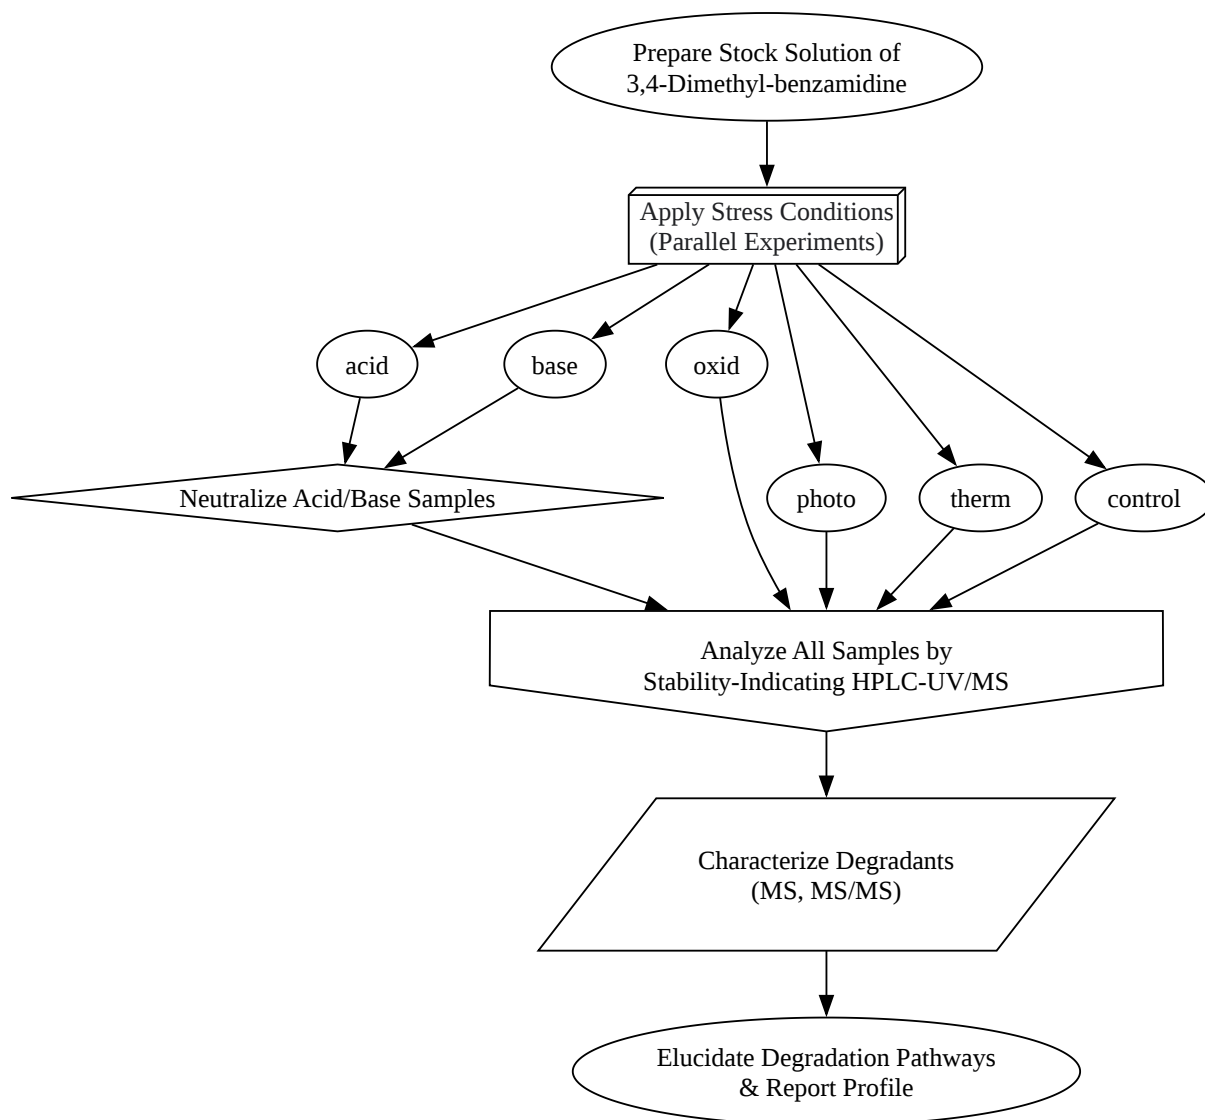 Prepare Stock Solution of
3,4-Dimethyl-benzamidine
Apply Stress Conditions
(Parallel Experiments)
acid
base
oxid
Neutralize Acid/Base Samples
photo
therm
control
Analyze All Samples by
Stability-Indicating HPLC-UV/MS
Characterize Degradants
(MS, MS/MS)
Elucidate Degradation Pathways
& Report Profile